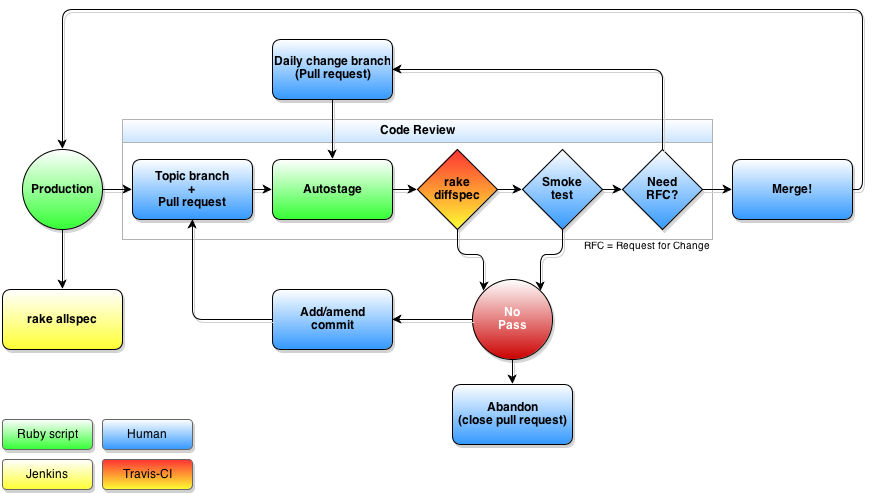 Daily change branch
(Pull request)
Code Review
Production
Topic branch
+
Pull request
Autostage
rake
diffspec
Smoke
test
Need
RFC?
Merge!
RFC = Request for Change
rake allspec
Add/amend
commit
No
Pass
Abandon
(close pull request)
Ruby script
Human
Jenkins
Travis-CI